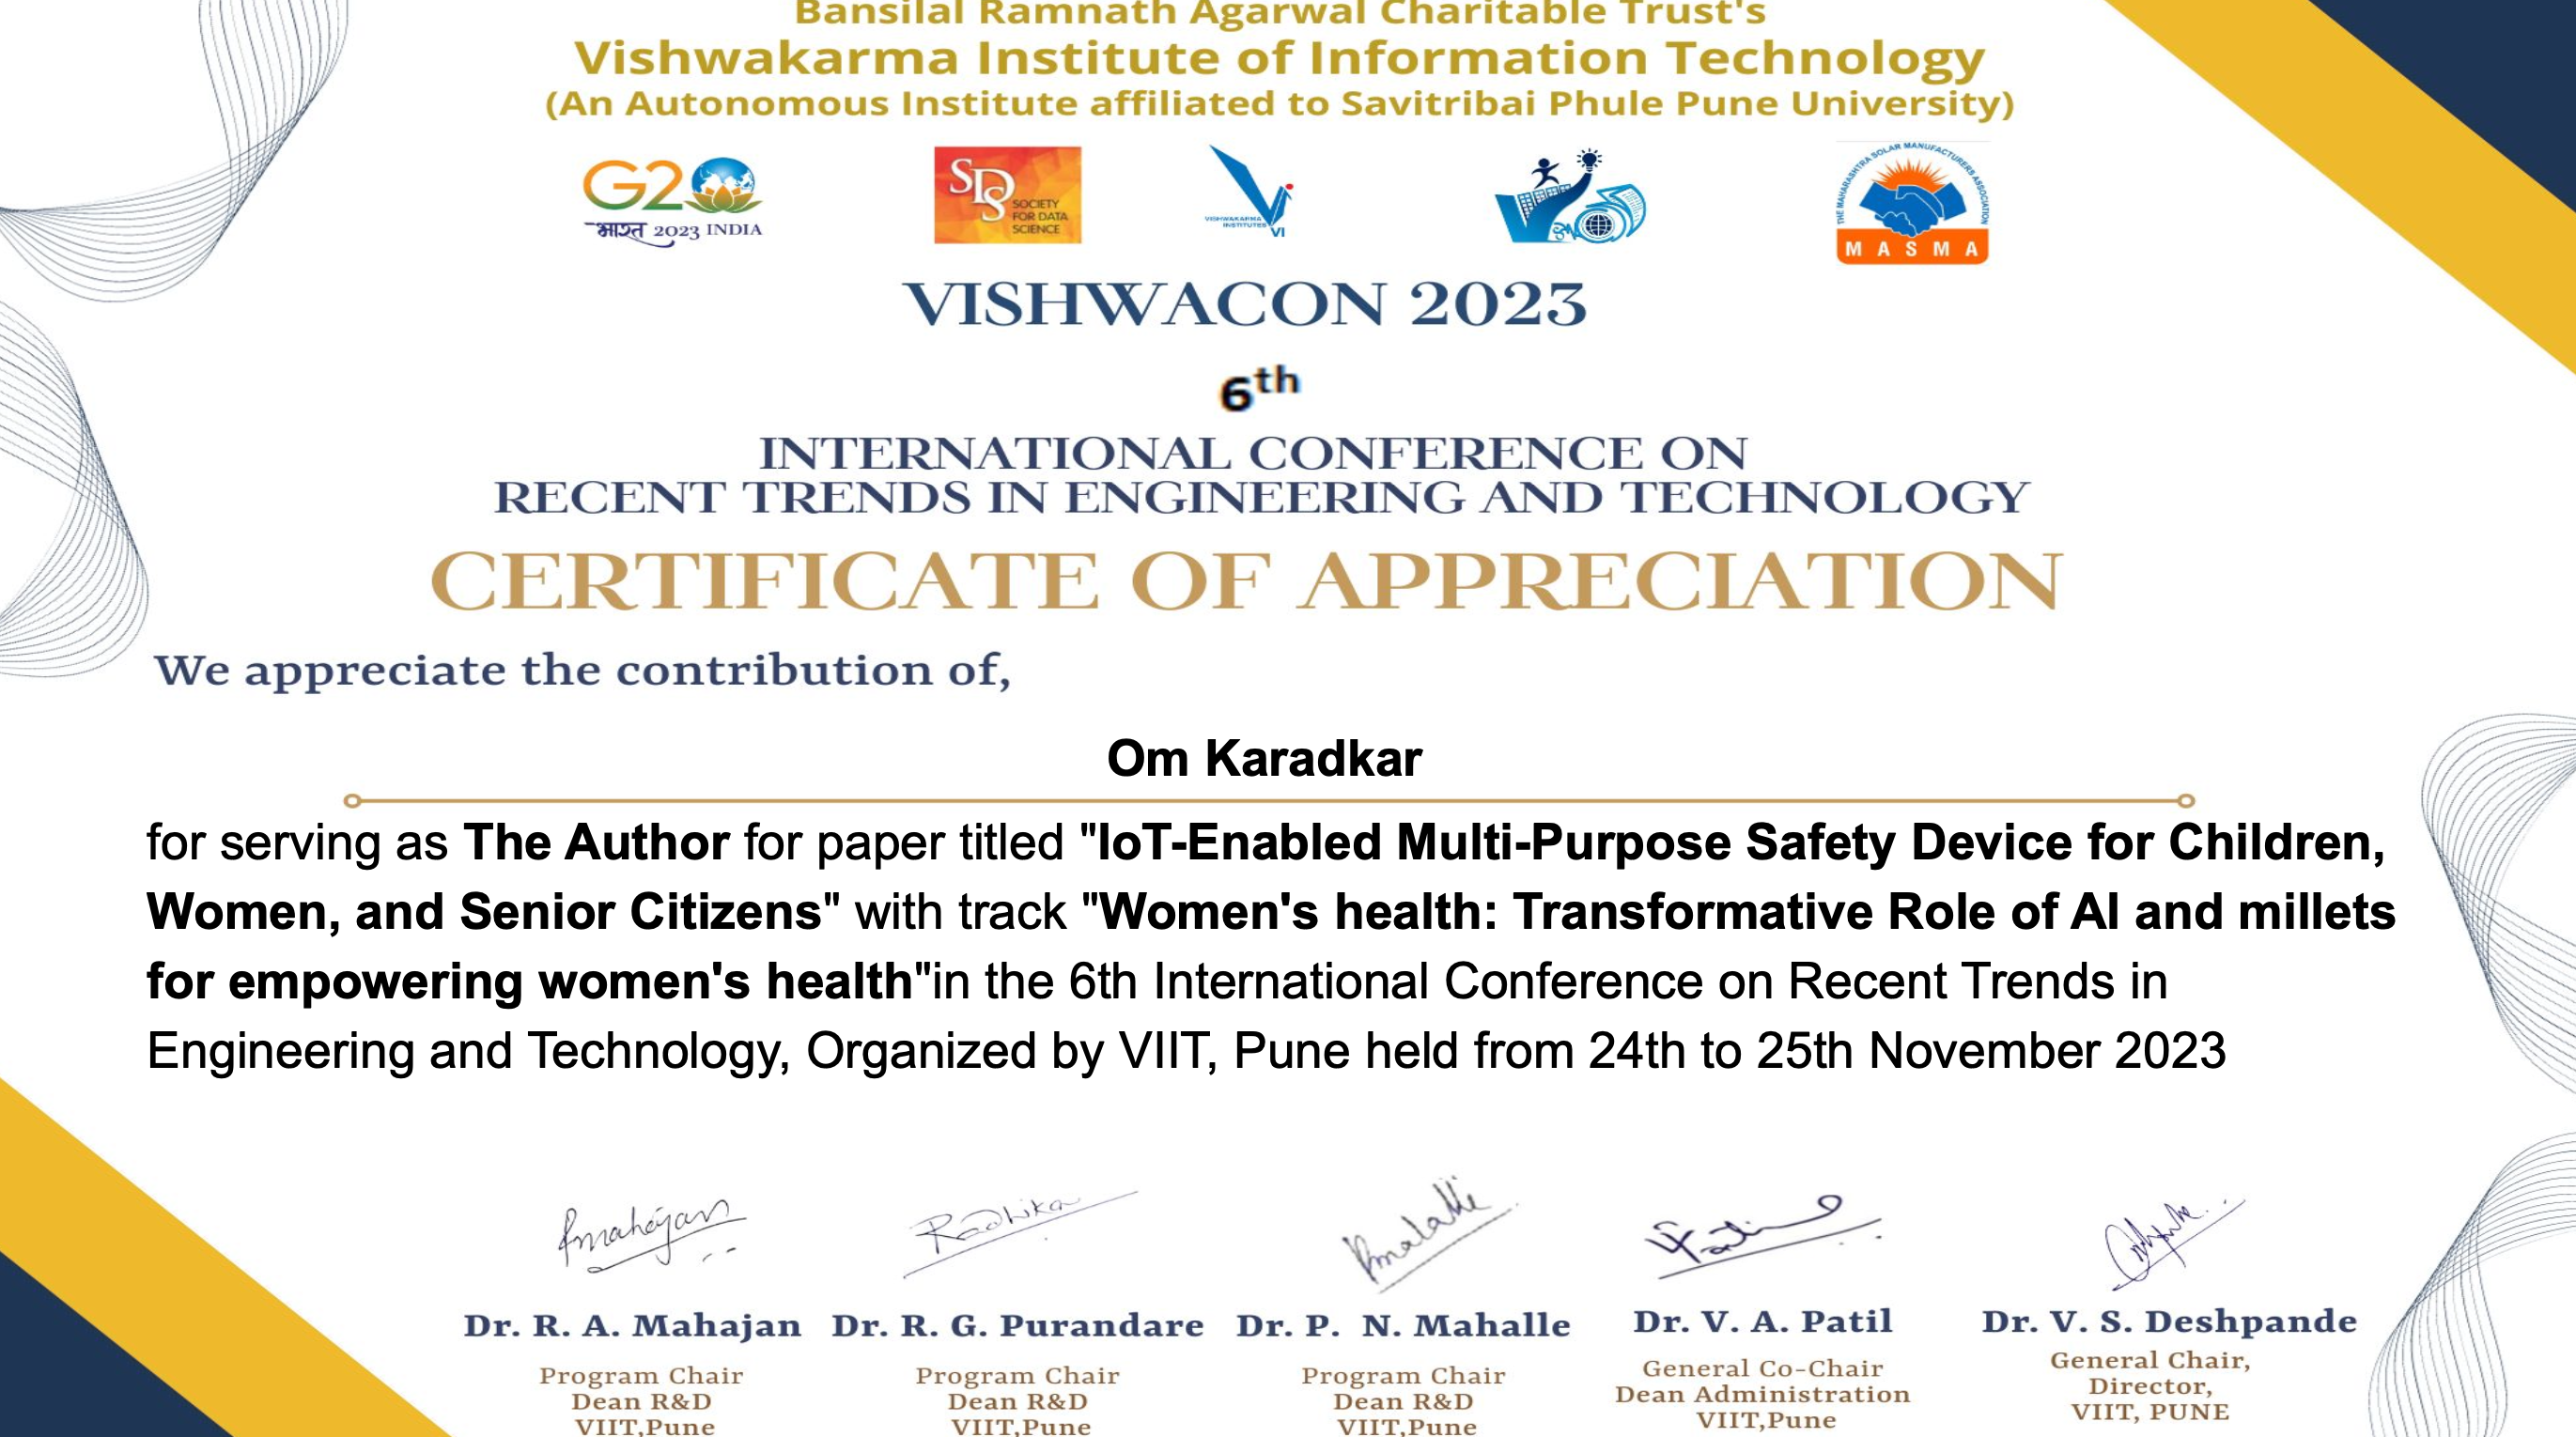 Bansilal Ramnath Agarwal Charitable Trust's
Vishwakarma Institute of Information Technology
(An Autonomous Institute affiliated to Savitribai Phule Pune University)
G20
भारत 2023 INDIA
SDS
SOCIETY
FOR DATA
SCIENCE
VISHWAKARMA
INSTITUTES
VI
THE MAHARASHTRA SOLAR MANUFACTURERS ASSOCIATION
MASMA
VISHWACON 2023
6th
INTERNATIONAL CONFERENCE ON
RECENT TRENDS IN ENGINEERING AND TECHNOLOGY
CERTIFICATE OF APPRECIATION
We appreciate the contribution of,
Om Karadkar
for serving as The Author for paper titled "IoT-Enabled Multi-Purpose Safety Device for Children,
Women, and Senior Citizens" with track "Women's health: Transformative Role of AI and millets
for empowering women's health"in the 6th International Conference on Recent Trends in
Engineering and Technology, Organized by VIIT, Pune held from 24th to 25th November 2023
Rmahajan
Radhika
Pmalalle
Dr. R. A. Mahajan
Program Chair
Dean R&D
VIIT,Pune
Dr. R. G. Purandare
Program Chair
Dean R&D
VIIT,Pune
Dr. P. N. Mahalle
Program Chair
Dean R&D
VIIT,Pune
Dr. V. A. Patil
General Co-Chair
Dean Administration
VIIT,Pune
Dr. V. S. Deshpande
General Chair,
Director,
VIIT, PUNE